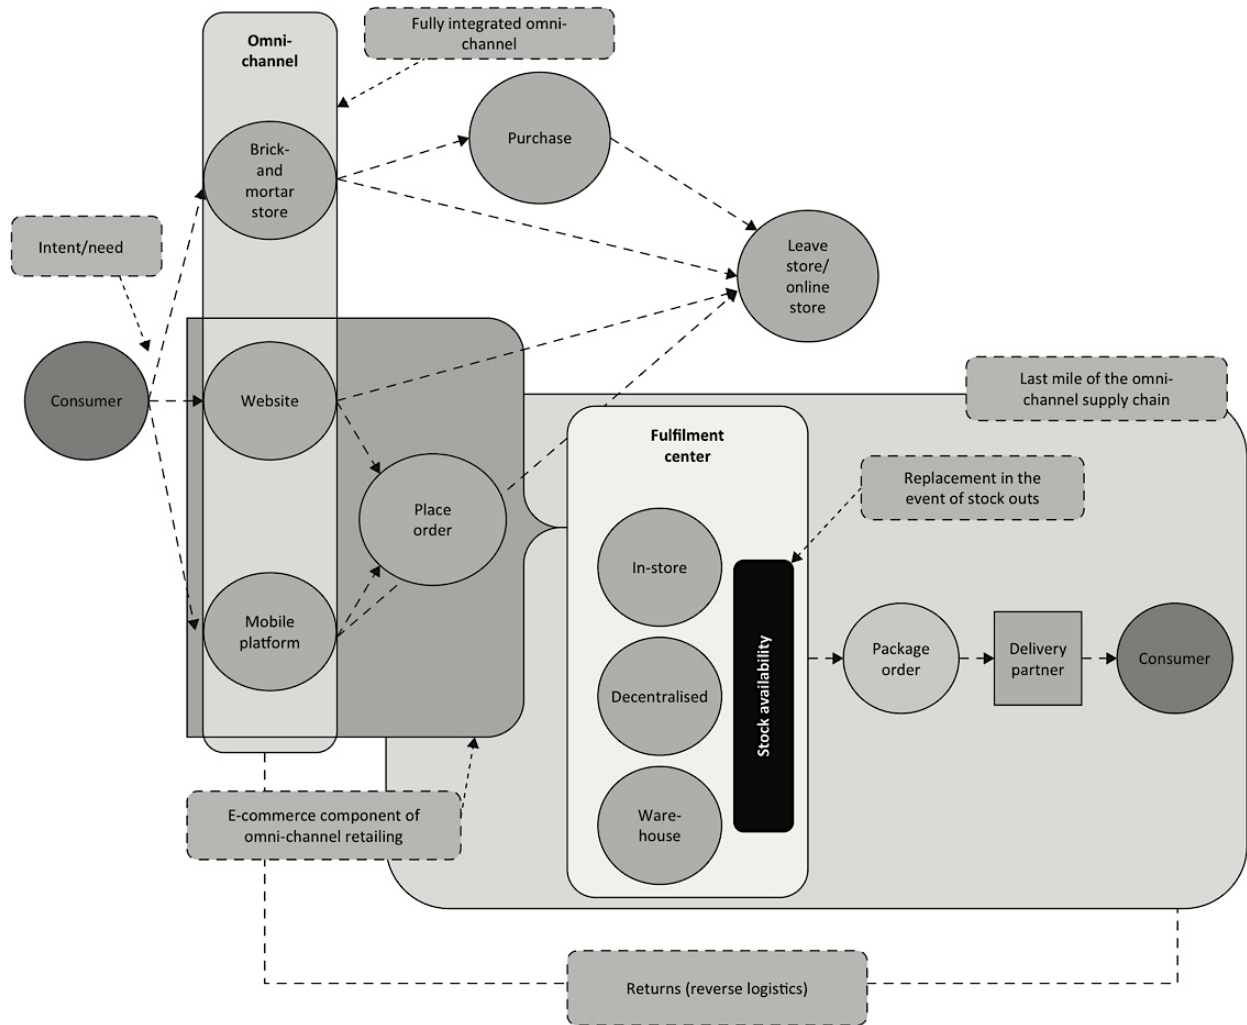 Omni-
channel
Fully integrated omni-
channel
Brick-
and
mortar
store
Purchase
Intent/need
Leave
store/
online
store
Consumer
Website
Last mile of the omni-
channel supply chain
Fulfilment
center
Replacement in the
event of stock outs
Place
order
In-store
Mobile
platform
Package
order
Delivery
partner
Consumer
Decentralised
Stock availability
E-commerce component of
omni-channel retailing
Ware-
house
Returns (reverse logistics)